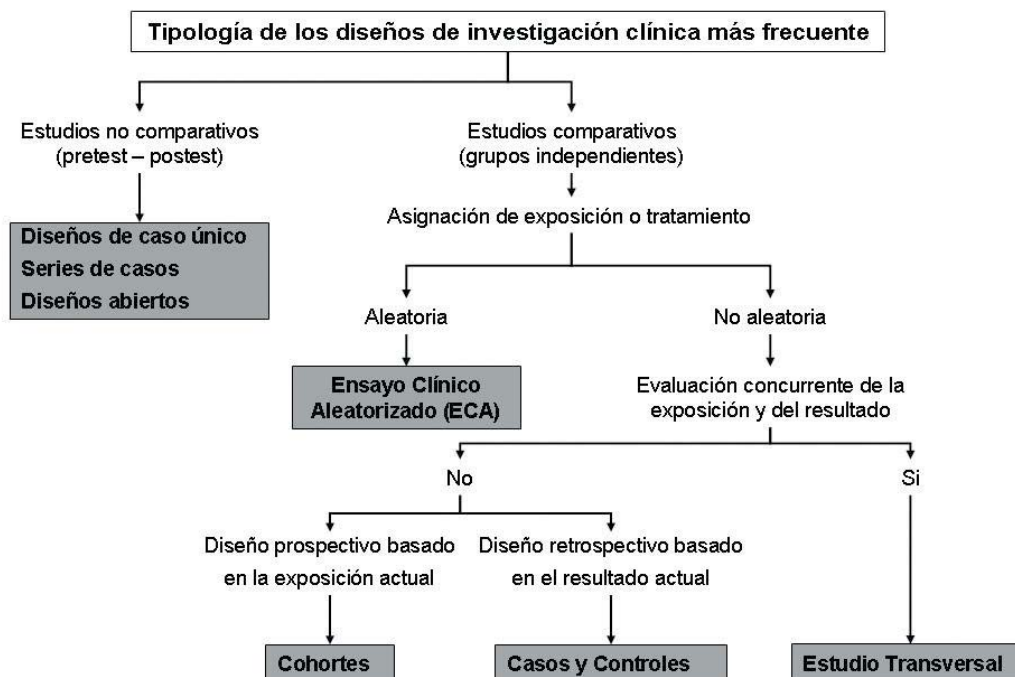 Tipología de los diseños de investigación clínica más frecuente
Estudios no comparativos
(pretest – postest)
Estudios comparativos
(grupos independientes)
Diseños de caso único
Series de casos
Diseños abiertos
Asignación de exposición o tratamiento
Aleatoria
No aleatoria
Ensayo Clínico
Aleatorizado (ECA)
Evaluación concurrente de la
exposición y del resultado
No
Si
Diseño prospectivo basado
en la exposición actual
Diseño retrospectivo basado
en el resultado actual
Cohortes
Casos y Controles
Estudio Transversal